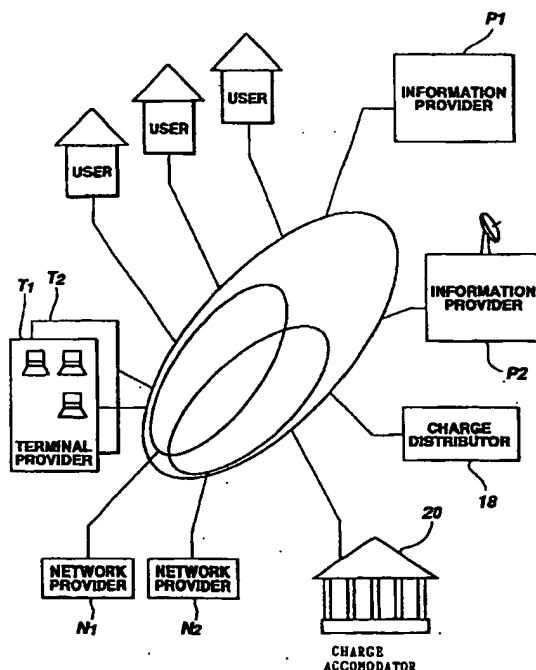 P1
INFORMATION
PROVIDER
USER
USER
USER
T1
T2
INFORMATION
PROVIDER
P2
TERMINAL
PROVIDER
CHARGE
DISTRIBUTOR
18
20
NETWORK
PROVIDER
NETWORK
PROVIDER
N1
N2
CHARGE
ACCOMODATOR